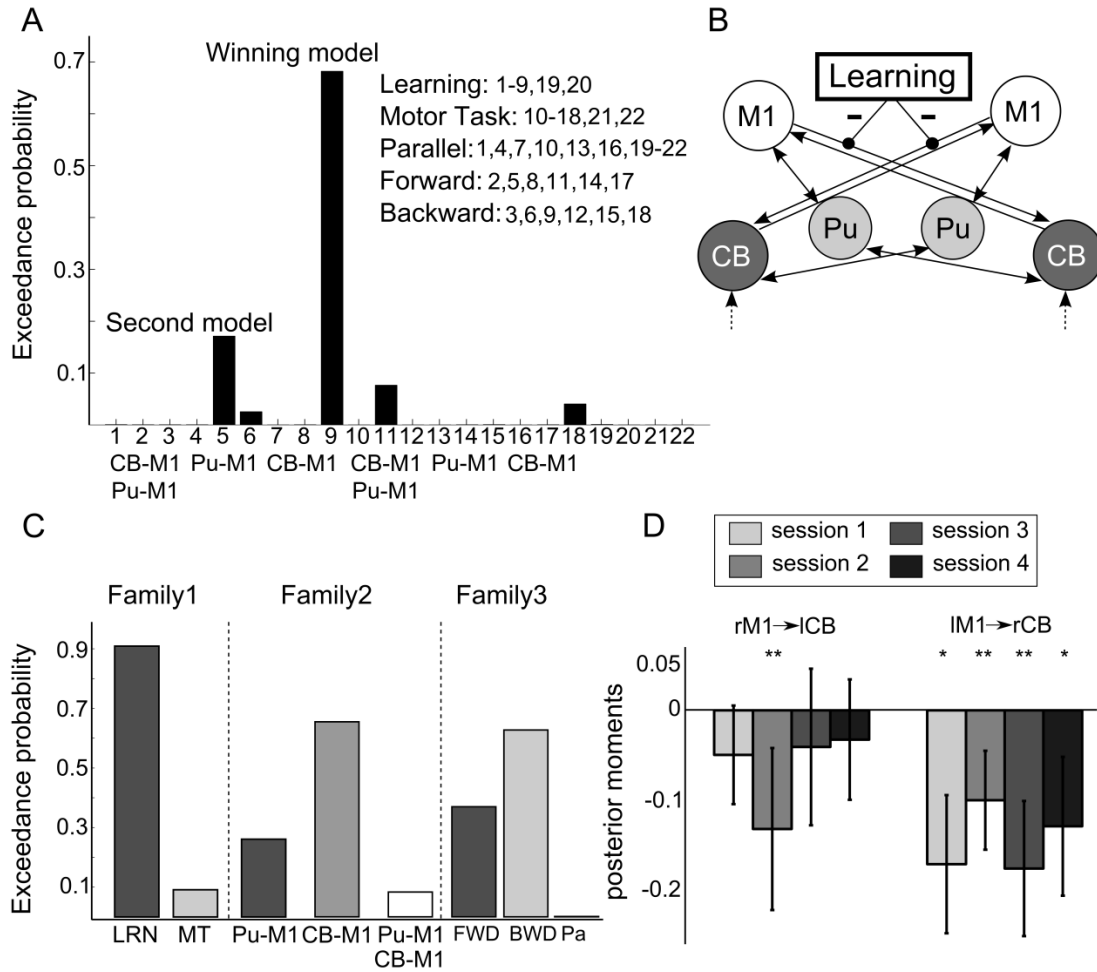 A
Exceedance probability
0.7
0.5
0.3
0.1
Winning model
Second model
Learning: 1-9,19,20
Motor Task: 10-18,21,22
Parallel: 1,4,7,10,13,16,19-22
Forward: 2,5,8,11,14,17
Backward: 3,6,9,12,15,18
1 2 3 4 5 6 7 8 9 10 11 12 13 14 15 16 17 18 19 20 21 22
CB-M1 Pu-M1 CB-M1 CB-M1 Pu-M1 CB-M1
Pu-M1 Pu-M1
B
Learning
- -
M1 M1
Pu Pu
CB CB
C
Family1 Family2 Family3
Exceedance probability
0.9
0.7
0.5
0.3
0.1
LRN MT Pu-M1 CB-M1 Pu-M1 FWD BWD Pa
CB-M1
D
session 1 session 3
session 2 session 4
rM1→lCB lM1→rCB
** * ** ** *
posterior moments
0.05
0
-0.1
-0.2